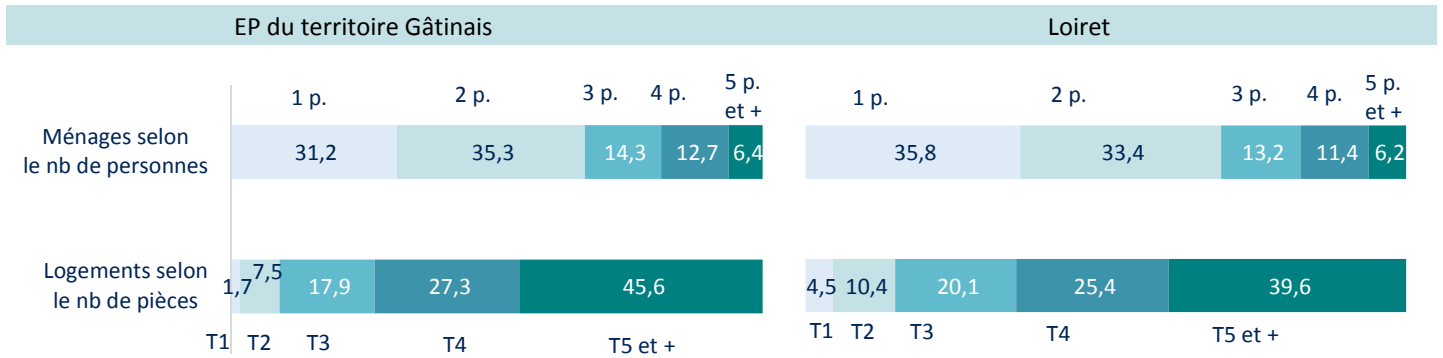 EP du territoire Gâtinais
Loiret
1 p. 2 p. 3 p. 4 p. 5 p. et +
1 p. 2 p. 3 p. 4 p. 5 p. et +
Ménages selon
le nb de personnes
31,2 35,3 14,3 12,7 6,4
35,8 33,4 13,2 11,4 6,2
Logements selon
le nb de pièces
1,7 7,5 17,9 27,3 45,6
4,5 10,4 20,1 25,4 39,6
T1 T2 T3 T4 T5 et +
T1 T2 T3 T4 T5 et +